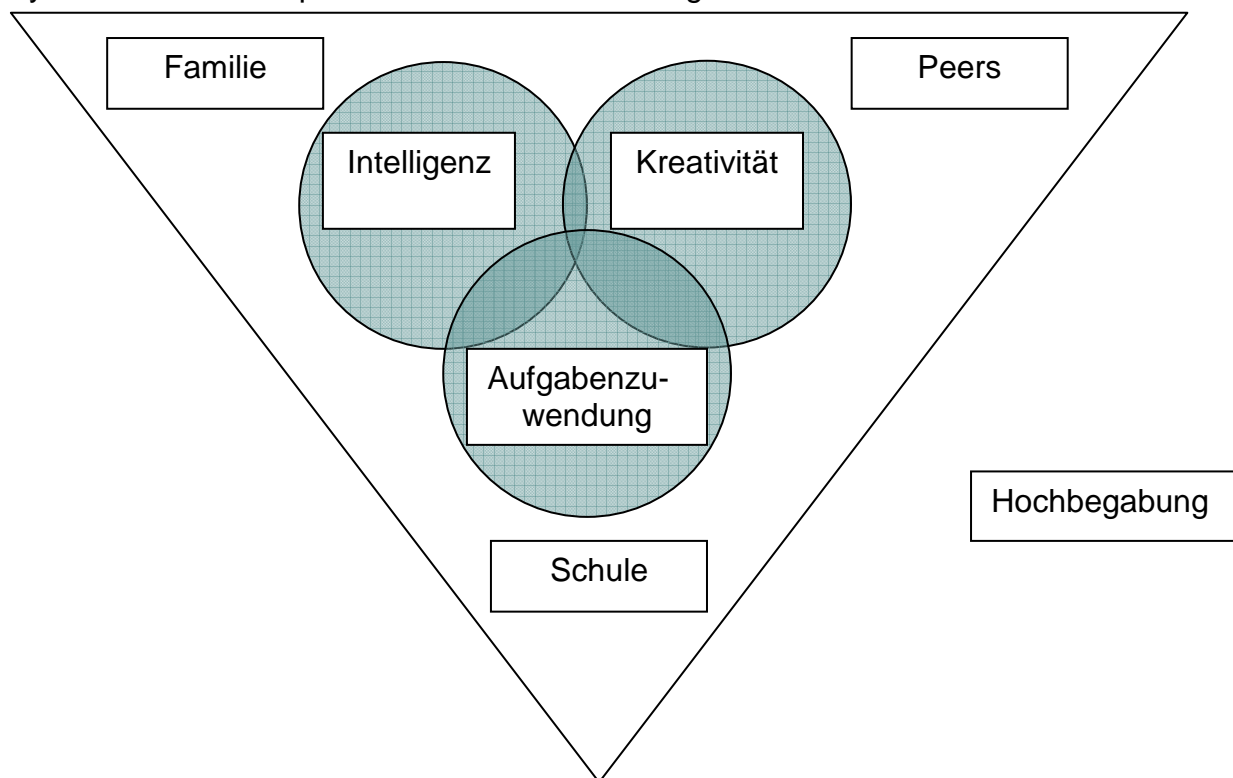 Familie
Peers
Intelligenz
Kreativität
Aufgabenzu-
wendung
Hochbegabung
Schule